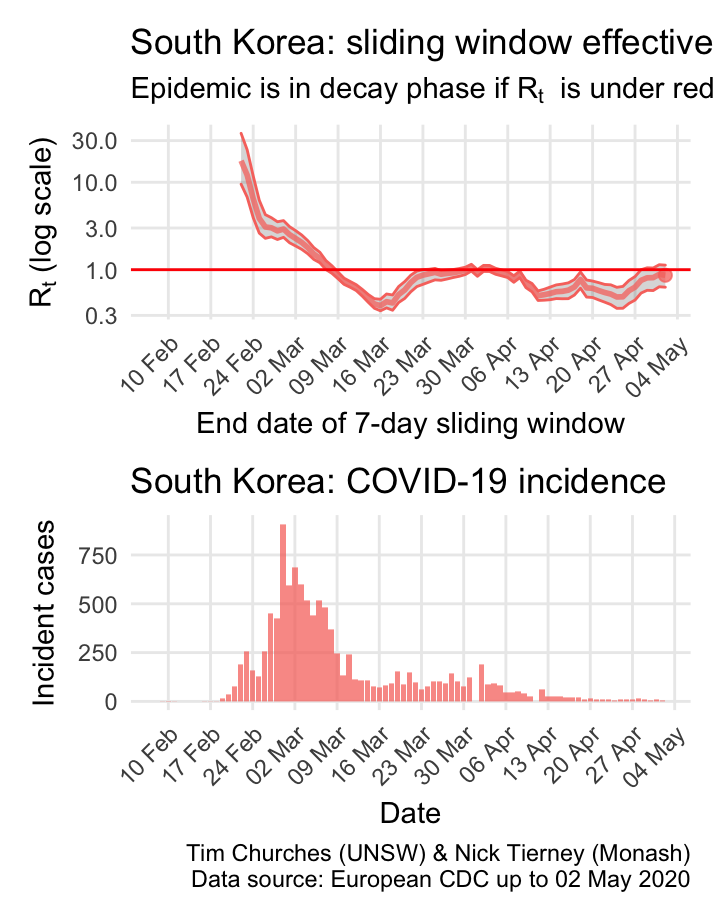 South Korea: sliding window effective
Epidemic is in decay phase if Rt is under red
Rt (log scale)
30.0
10.0
3.0
1.0
0.3
10 Feb
17 Feb
24 Feb
02 Mar
09 Mar
16 Mar
23 Mar
30 Mar
06 Apr
13 Apr
20 Apr
27 Apr
04 May
End date of 7-day sliding window
South Korea: COVID-19 incidence
Incident cases
750
500
250
0
10 Feb
17 Feb
24 Feb
02 Mar
09 Mar
16 Mar
23 Mar
30 Mar
06 Apr
13 Apr
20 Apr
27 Apr
04 May
Date
Tim Churches (UNSW) & Nick Tierney (Monash)
Data source: European CDC up to 02 May 2020